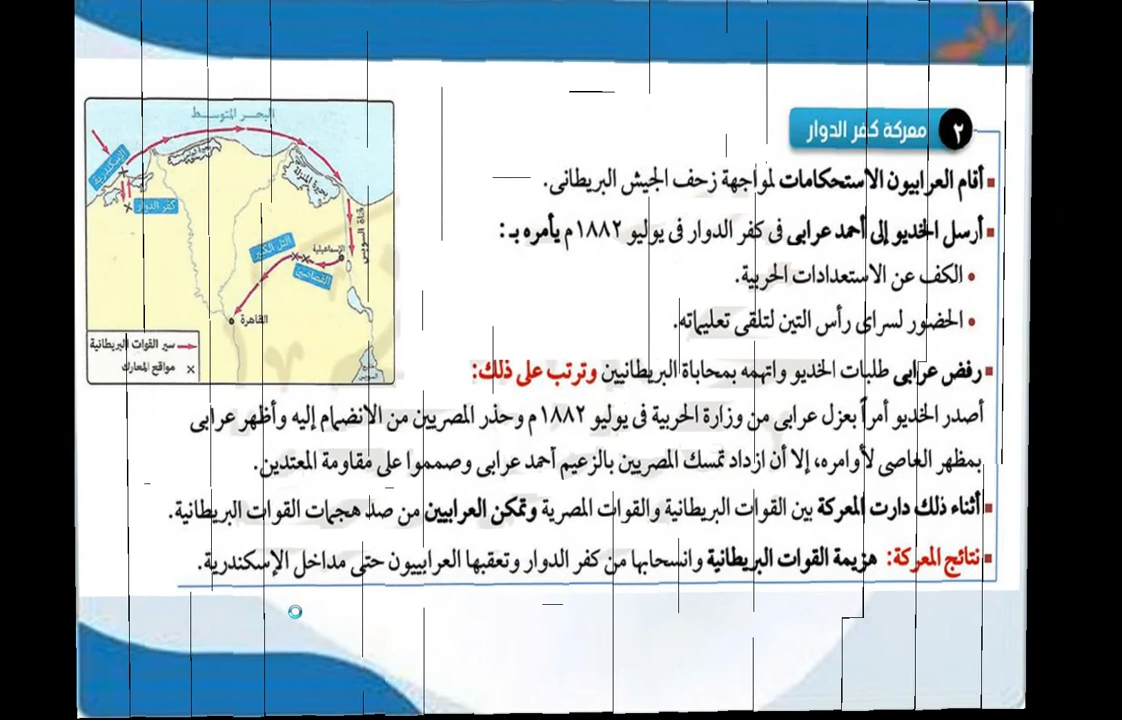 ٢ معركة كفر الدوار
أقام العرابيون الاستحكامات لمواجهة زحف الجيش البريطانى.
أرسل الخديو إلى أحمد عرابى فى كفر الدوار فى يوليو ١٨٨٢م يأمره بـ :
الكف عن الاستعدادات الحربية.
الحضور لسراى رأس التين لتلقى تعليماته.
رفض عرابى طلبات الخديو واتهمه بمحاباة البريطانيين وترتب على ذلك:
أصدر الخديو أمراً بعزل عرابى من وزارة الحربية فى يوليو ١٨٨٢م وحذر المصريين من الانضمام إليه وأظهر عرابى
بمظهر العاصى لأوامره، إلا أن ازداد تمسك المصريين بالزعيم أحمد عرابى وصمموا على مقاومة المعتدين.
أثناء ذلك دارت المعركة بين القوات البريطانية والقوات المصرية وتمكن العرابيين من صد هجمات القوات البريطانية.
نتائج المعركة: هزيمة القوات البريطانية وانسحابها من كفر الدوار وتعقبها العرابييون حتى مداخل الإسكندرية.
البحر المتوسط
الإسكندرية
كفر الدوار
بحيرة البرلس
بحيرة المنزلة
قناة السويس
الإسماعيلية
التل الكبير
القصاصين
القاهرة
خليج السويس
سير القوات البريطانية
مواقع المعارك